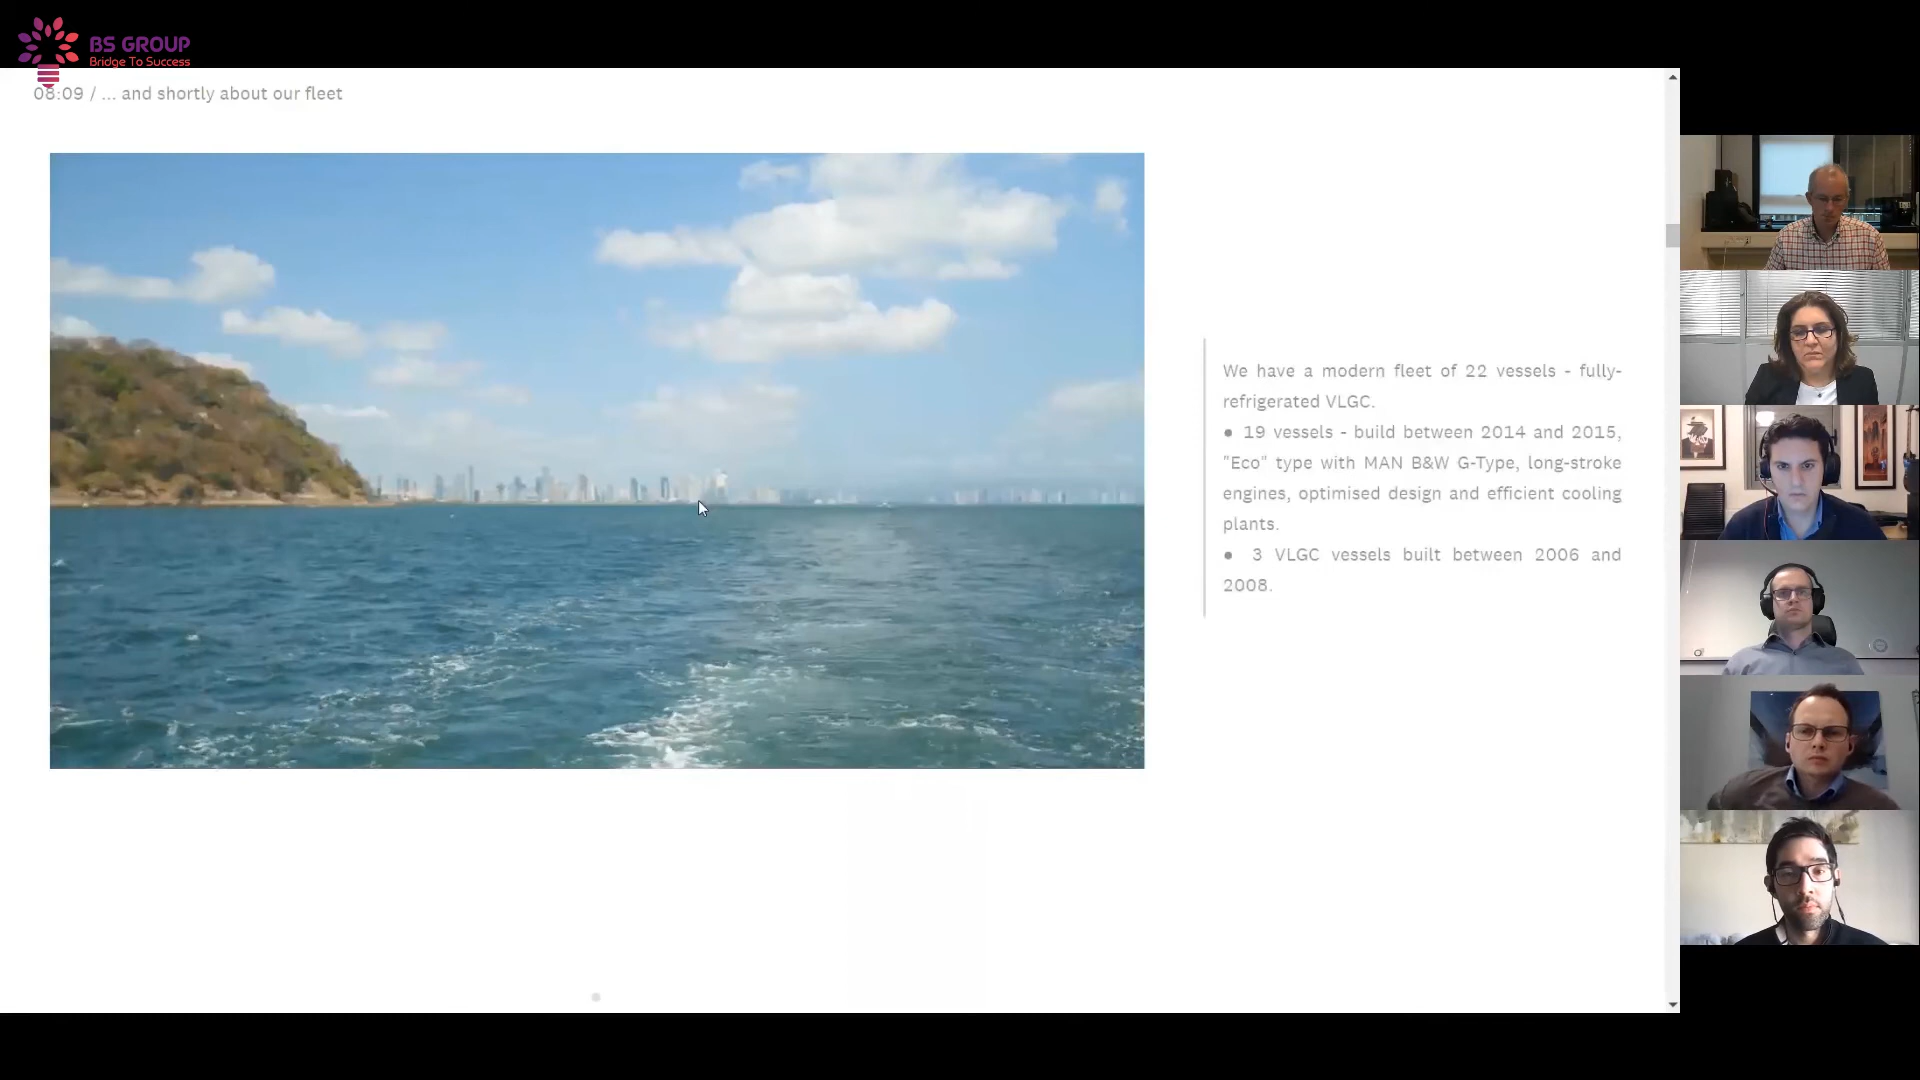 BS GROUP
Bridge To Success
08:09 / ... and shortly about our fleet
We have a modern fleet of 22 vessels - fully-
refrigerated VLGC.
● 19 vessels - build between 2014 and 2015,
"Eco" type with MAN B&W G-Type, long-stroke
engines, optimised design and efficient cooling
plants.
● 3 VLGC vessels built between 2006 and
2008.